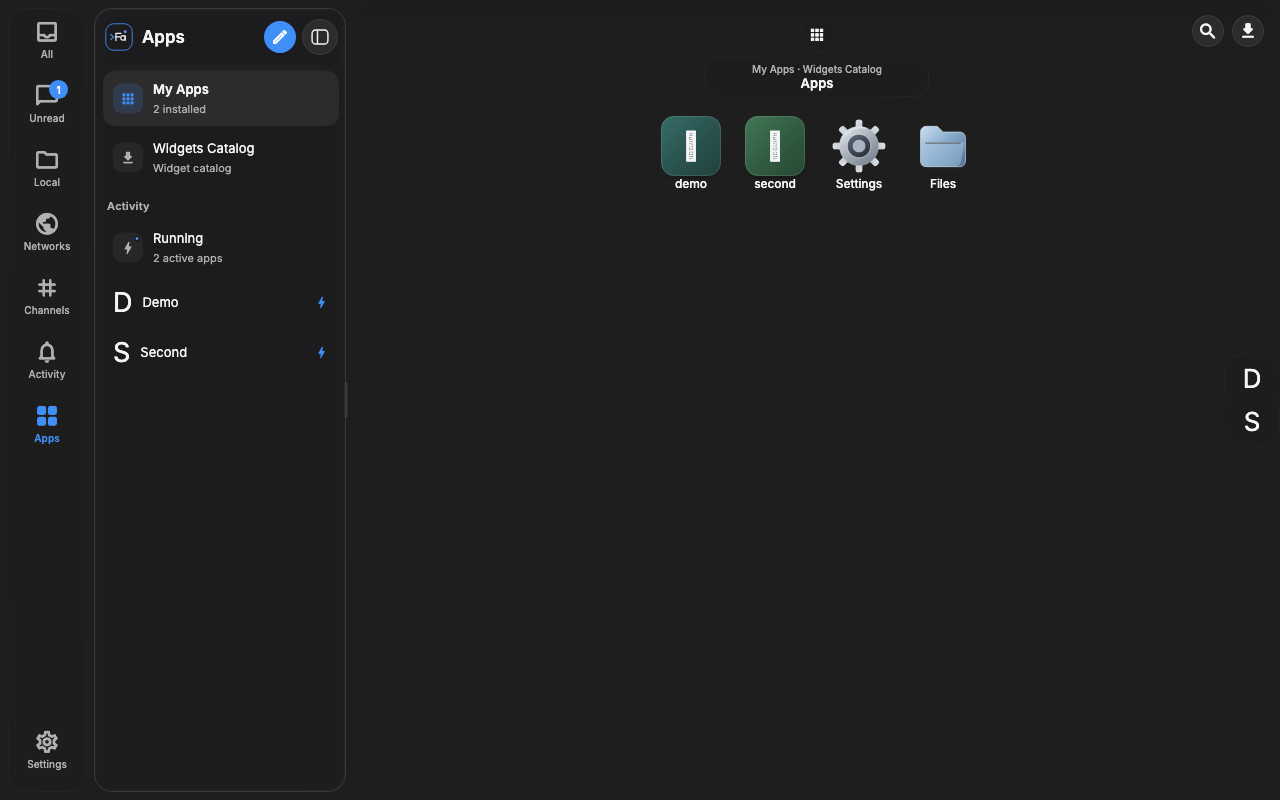 All
1
Unread
Local
Networks
Channels
Activity
Apps
Settings
>Fa
Apps
My Apps
2 installed
Widgets Catalog
Widget catalog
Activity
Running
2 active apps
D Demo
S Second
My Apps · Widgets Catalog
Apps
demo
second
Settings
Files
D
S